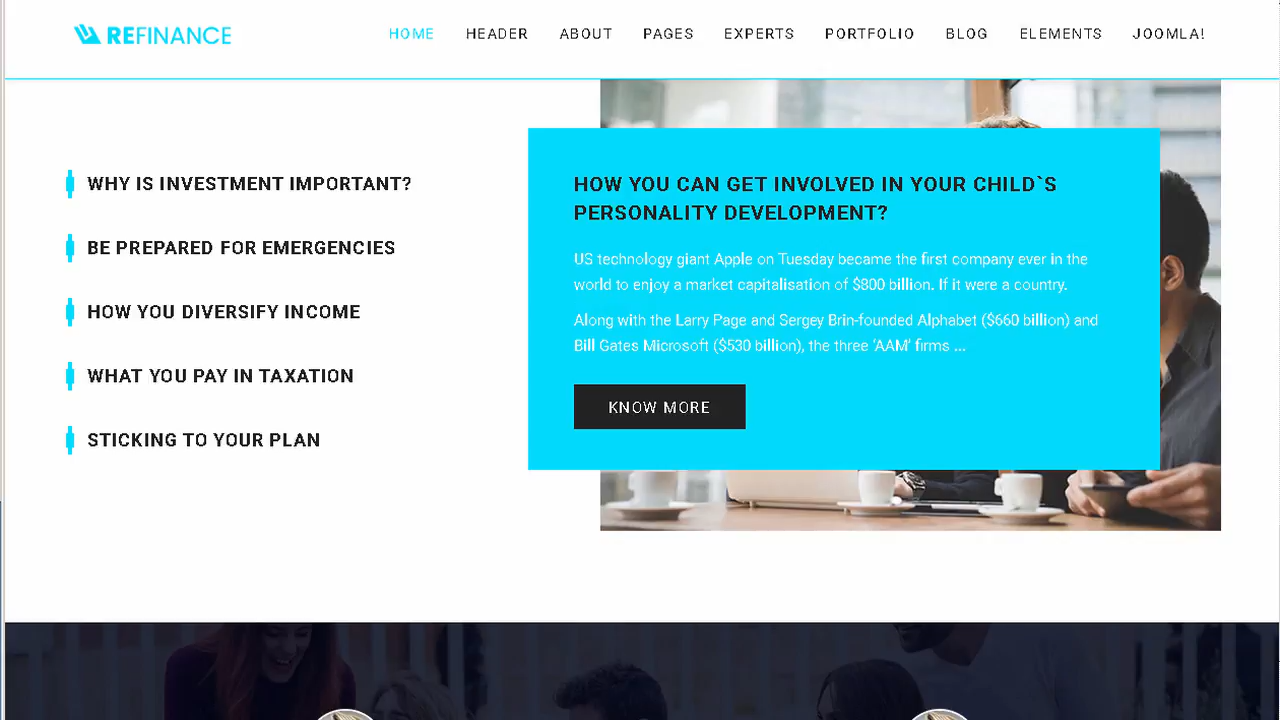 REFINANCE
HOME HEADER ABOUT PAGES EXPERTS PORTFOLIO BLOG ELEMENTS JOOMLA!
WHY IS INVESTMENT IMPORTANT?
BE PREPARED FOR EMERGENCIES
HOW YOU DIVERSIFY INCOME
WHAT YOU PAY IN TAXATION
STICKING TO YOUR PLAN
HOW YOU CAN GET INVOLVED IN YOUR CHILD`S
PERSONALITY DEVELOPMENT?
US technology giant Apple on Tuesday became the first company ever in the
world to enjoy a market capitalisation of $800 billion. If it were a country.
Along with the Larry Page and Sergey Brin-founded Alphabet ($660 billion) and
Bill Gates Microsoft ($530 billion), the three ‘AAM’ firms ...
KNOW MORE